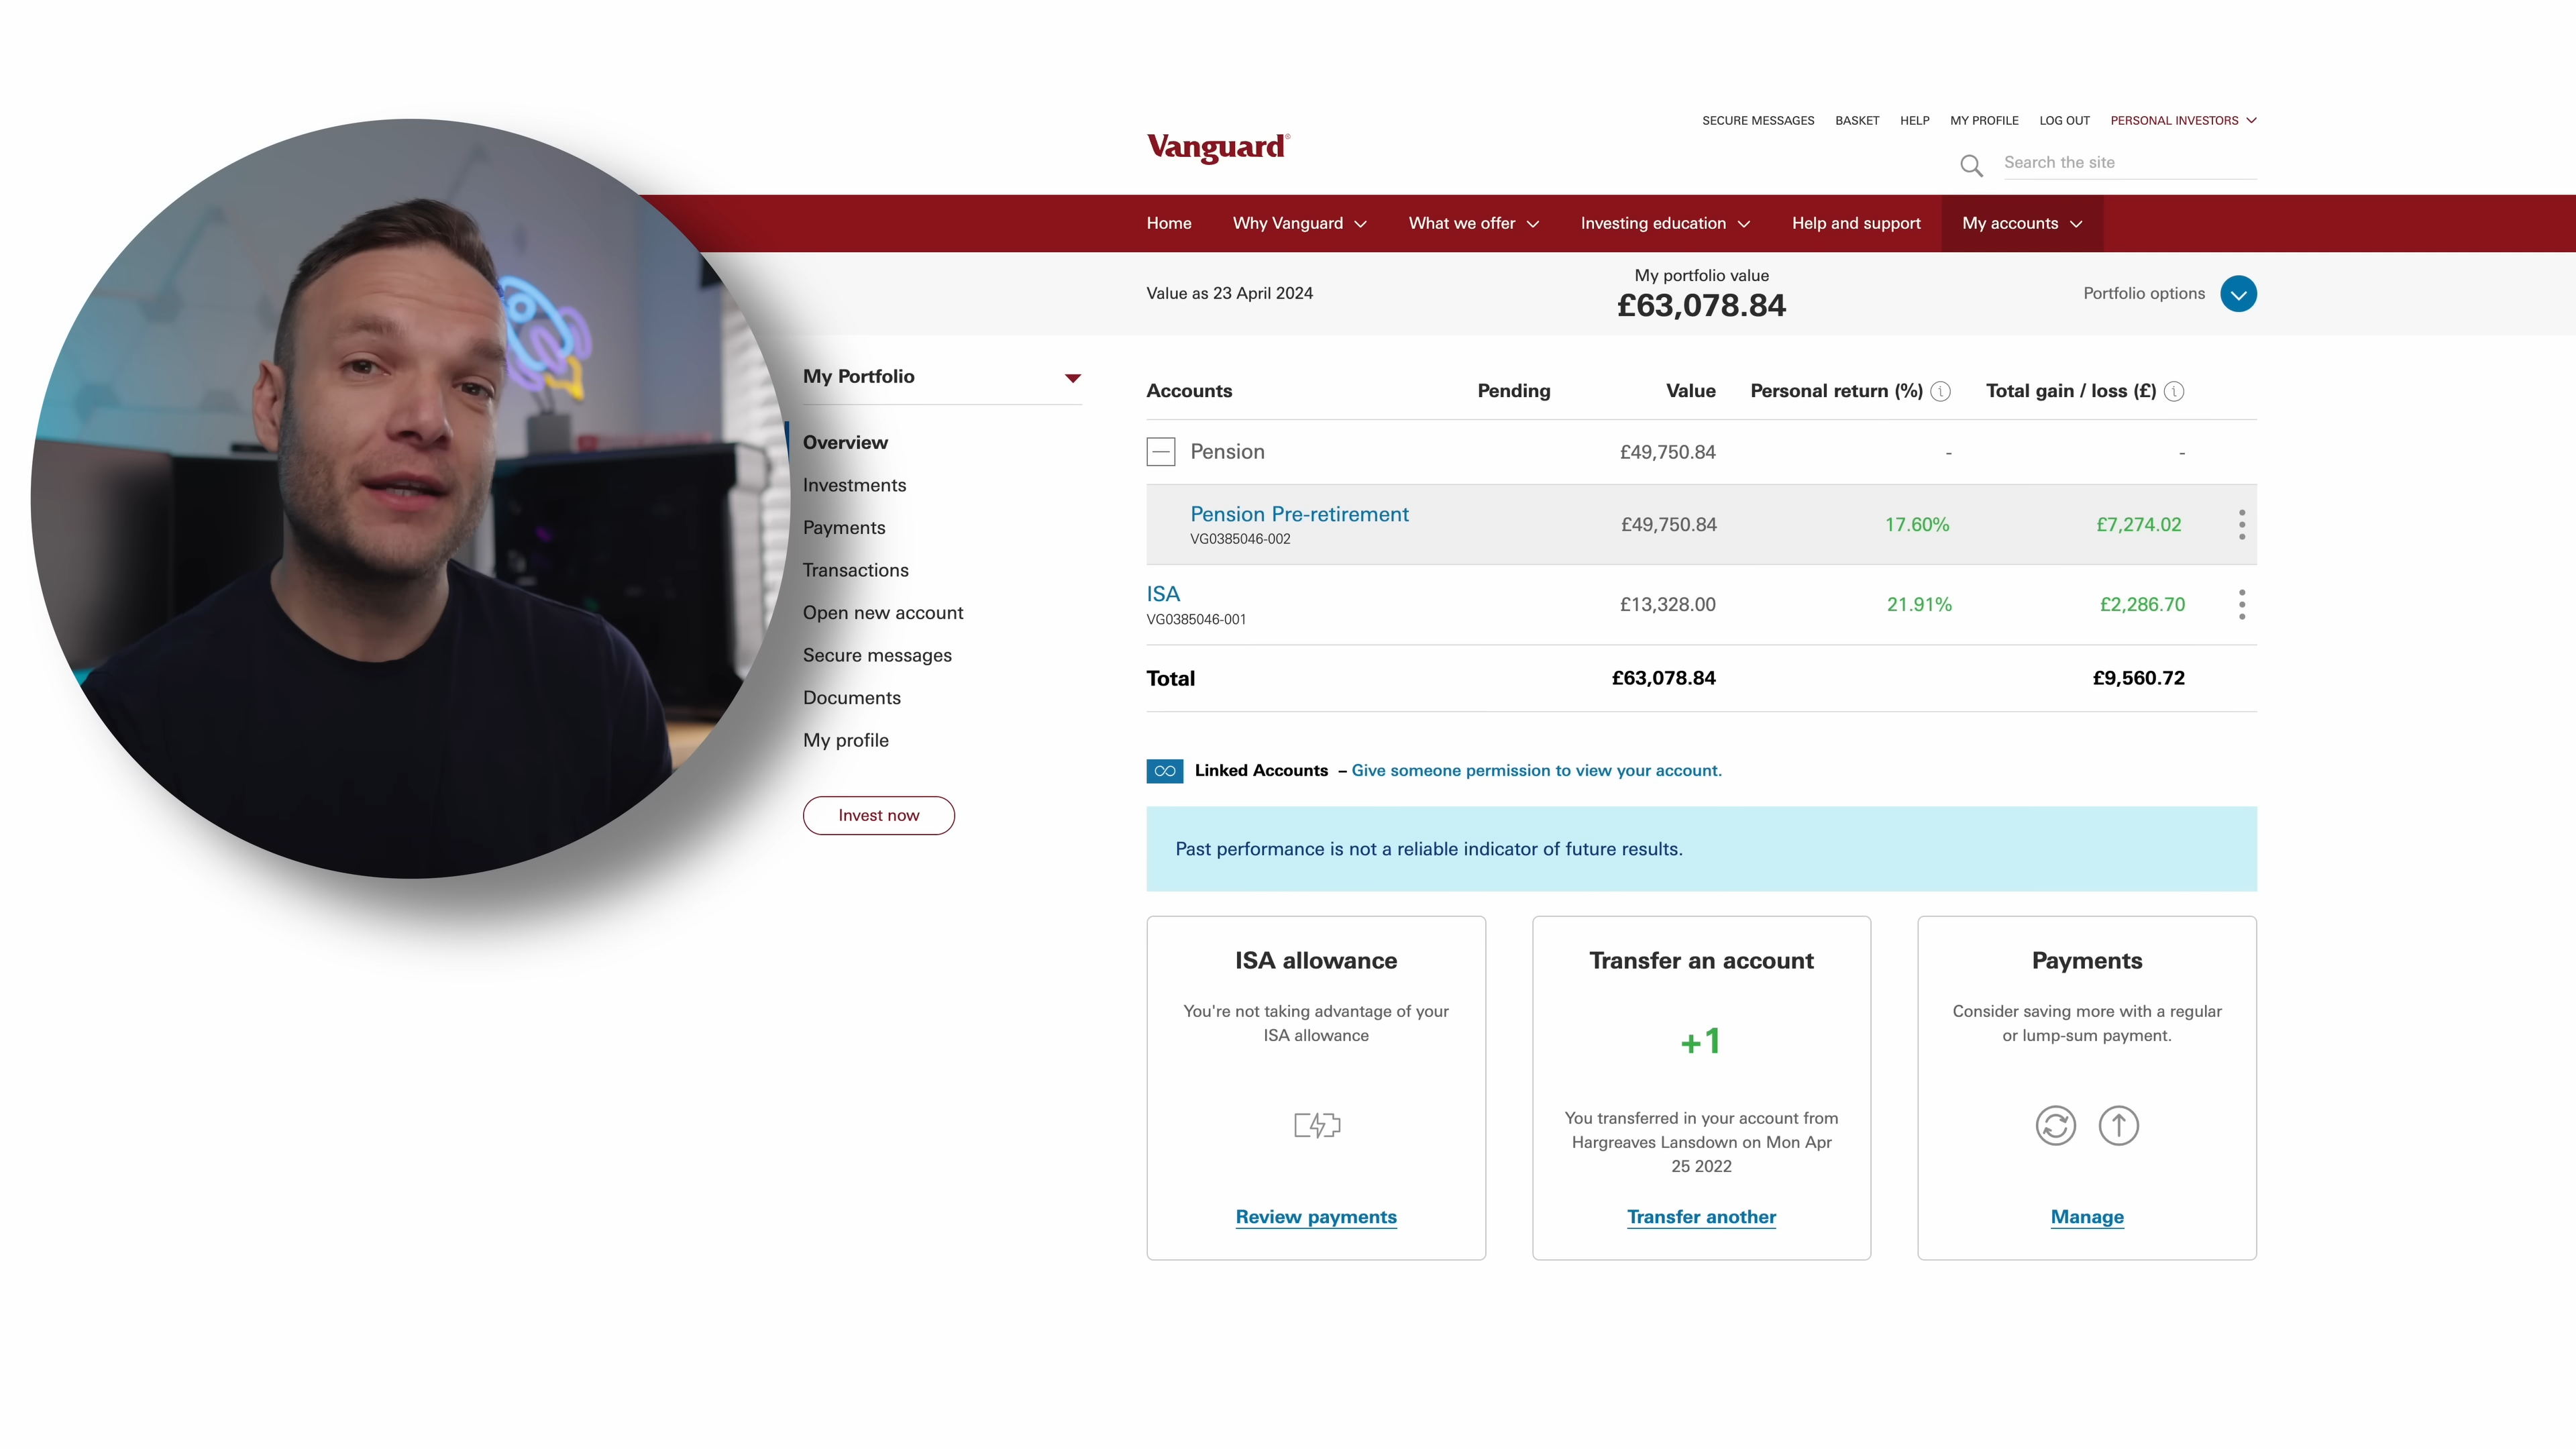 SECURE MESSAGES BASKET HELP MY PROFILE LOG OUT PERSONAL INVESTORS
Vanguard®
Search the site
Home Why Vanguard What we offer Investing education Help and support My accounts
Value as 23 April 2024
My portfolio value
£63,078.84
Portfolio options
My Portfolio
Overview
Investments
Payments
Transactions
Open new account
Secure messages
Documents
My profile
Invest now
Accounts Pending Value Personal return (%) i Total gain / loss (£) i
Pension £49,750.84 - -
Pension Pre-retirement £49,750.84 17.60% £7,274.02
VG0385046-002
ISA £13,328.00 21.91% £2,286.70
VG0385046-001
Total £63,078.84 £9,560.72
Linked Accounts – Give someone permission to view your account.
Past performance is not a reliable indicator of future results.
ISA allowance
You're not taking advantage of your
ISA allowance
Review payments
Transfer an account
+1
You transferred in your account from
Hargreaves Lansdown on Mon Apr
25 2022
Transfer another
Payments
Consider saving more with a regular
or lump-sum payment.
Manage